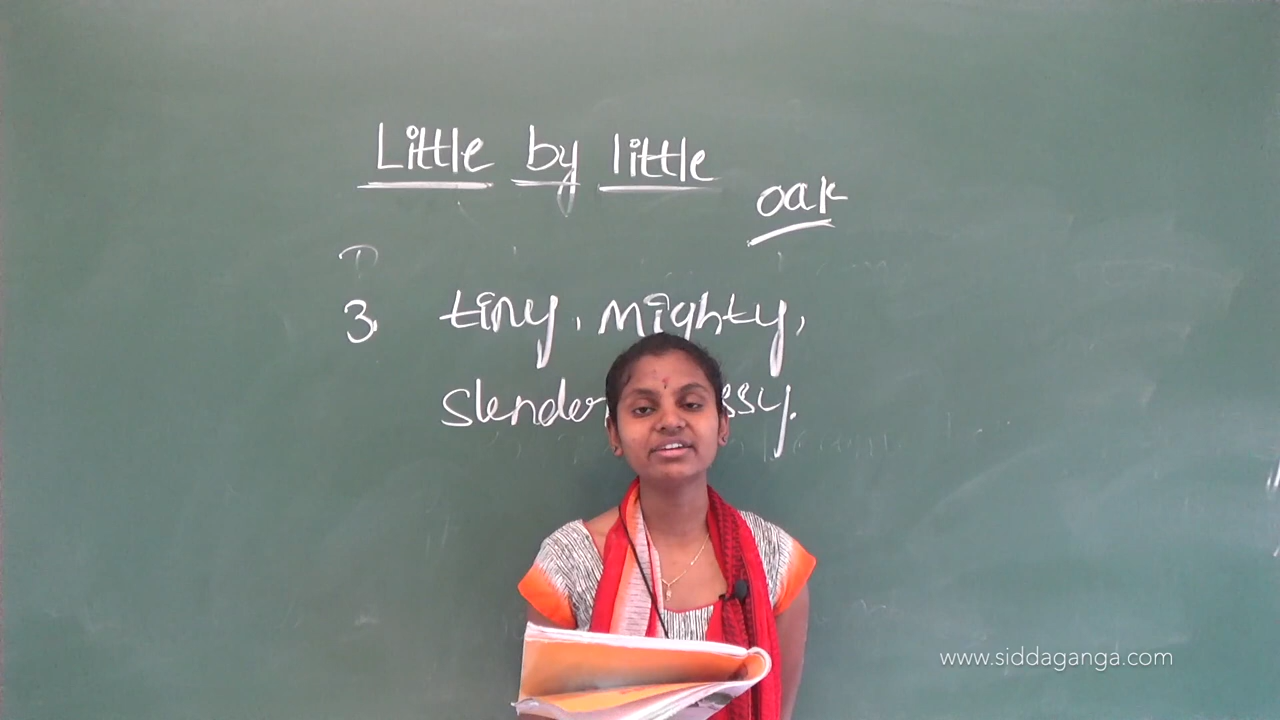 Little by little
oak
3. tiny, mighty,
slender
www.siddaganga.com